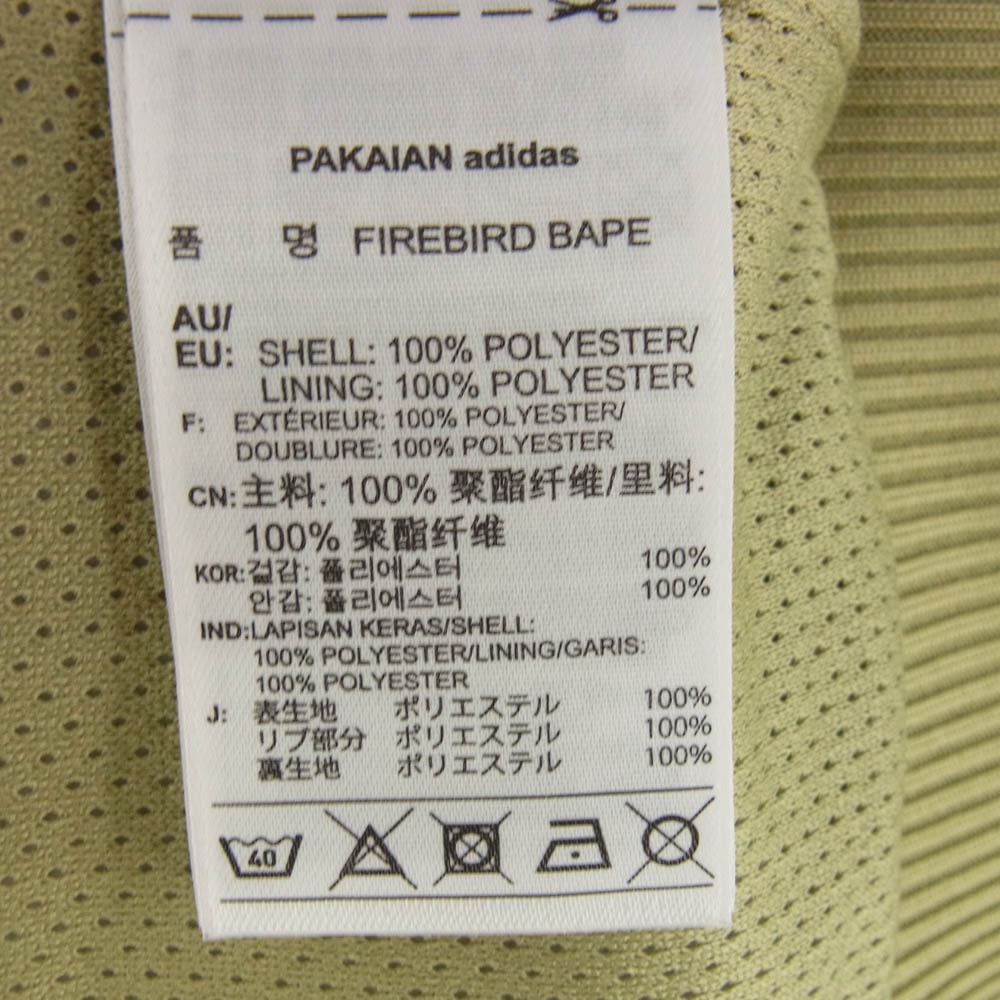 PAKAIAN adidas
품 명 FIREBIRD BAPE
AU/
EU: SHELL: 100% POLYESTER/
LINING: 100% POLYESTER
F: EXTÉRIEUR: 100% POLYESTER/
DOUBLURE: 100% POLYESTER
CN: 主料: 100% 聚酯纤维/里料:
100% 聚酯纤维
KOR: 겉감: 폴리에스터 100%
안감: 폴리에스터 100%
IND: LAPISAN KERAS/SHELL:
100% POLYESTER/LINING/GARIS:
100% POLYESTER
J: 表生地 ポリエステル 100%
リブ部分 ポリエステル 100%
裏生地 ポリエステル 100%
40